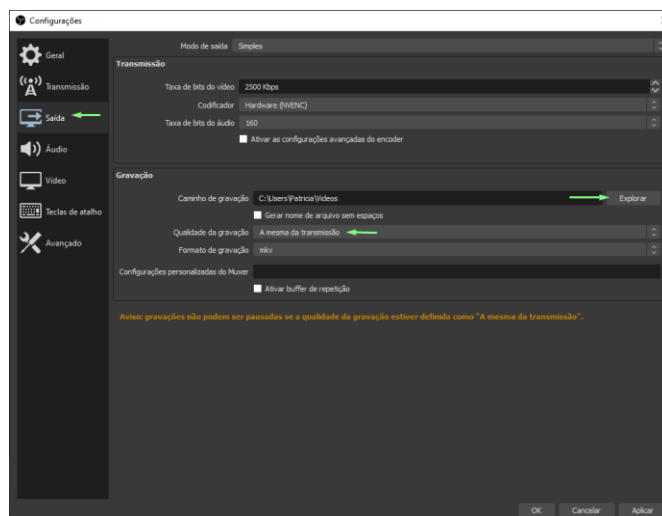 Configurações
Geral
Transmissão
Saída
Áudio
Vídeo
Teclas de atalho
Avançado
Modo de saída Simples
Transmissão
Taxa de bits do vídeo 2500 Kbps
Codificador Hardware (NVENC)
Taxa de bits do áudio 160
Ativar as configurações avançadas do encoder
Gravação
Caminho de gravação C:\Users\Patricia\Videos Explorar
Gerar nome de arquivo sem espaços
Qualidade da gravação A mesma da transmissão
Formato de gravação mkv
Configurações personalizadas do Muxer
Ativar buffer de repetição
Aviso: gravações não podem ser pausadas se a qualidade da gravação estiver definida como "A mesma da transmissão".
OK Cancelar Aplicar